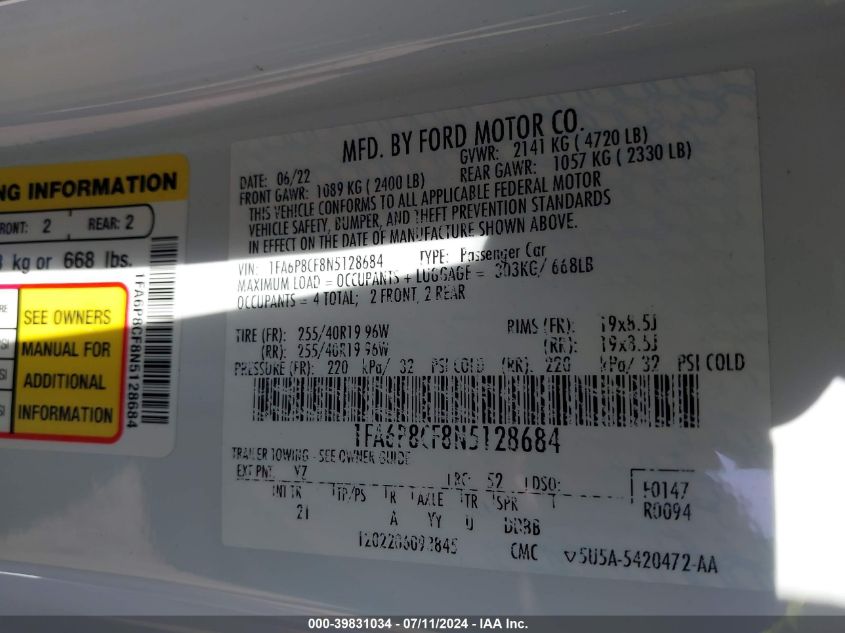 NG INFORMATION
RONT: 2 REAR: 2
kg or 668 lbs.
SEE OWNERS
MANUAL FOR
ADDITIONAL
INFORMATION
1FA6P8CF8N5128684
MFD. BY FORD MOTOR CO.
DATE: 06/22 GVWR: 2141 KG ( 4720 LB)
FRONT GAWR: 1089 KG ( 2400 LB) REAR GAWR: 1057 KG ( 2330 LB)
THIS VEHICLE CONFORMS TO ALL APPLICABLE FEDERAL MOTOR
VEHICLE SAFETY, BUMPER, AND THEFT PREVENTION STANDARDS
IN EFFECT ON THE DATE OF MANUFACTURE SHOWN ABOVE.
VIN: 1FA6P8CF8N5128684 TYPE: Passenger Car
MAXIMUM LOAD = OCCUPANTS + LUGGAGE = 303KG/ 668LB
OCCUPANTS = 4 TOTAL; 2 FRONT, 2 REAR
TIRE (FR): 255/40R19 96W RIMS (FR): 19x8.5J
(RR): 255/40R19 96W (RR):
PRESSURE (FR): 220 kPa/ 32 PSI COLD (RR): 220 kPa/ 32 PSI COLD
1FA6P8CF8N5128684
TRAILER TOWING - SEE OWNER GUIDE
EXT PNT: YZ RC: 52 DSO:
F0147
INT TR TP/PS R AXLE TR SPR T R0094
21 A YY U DDBB
CMC 5U5A-5420472-AA
000-39831034 - 07/11/2024 - IAA Inc.